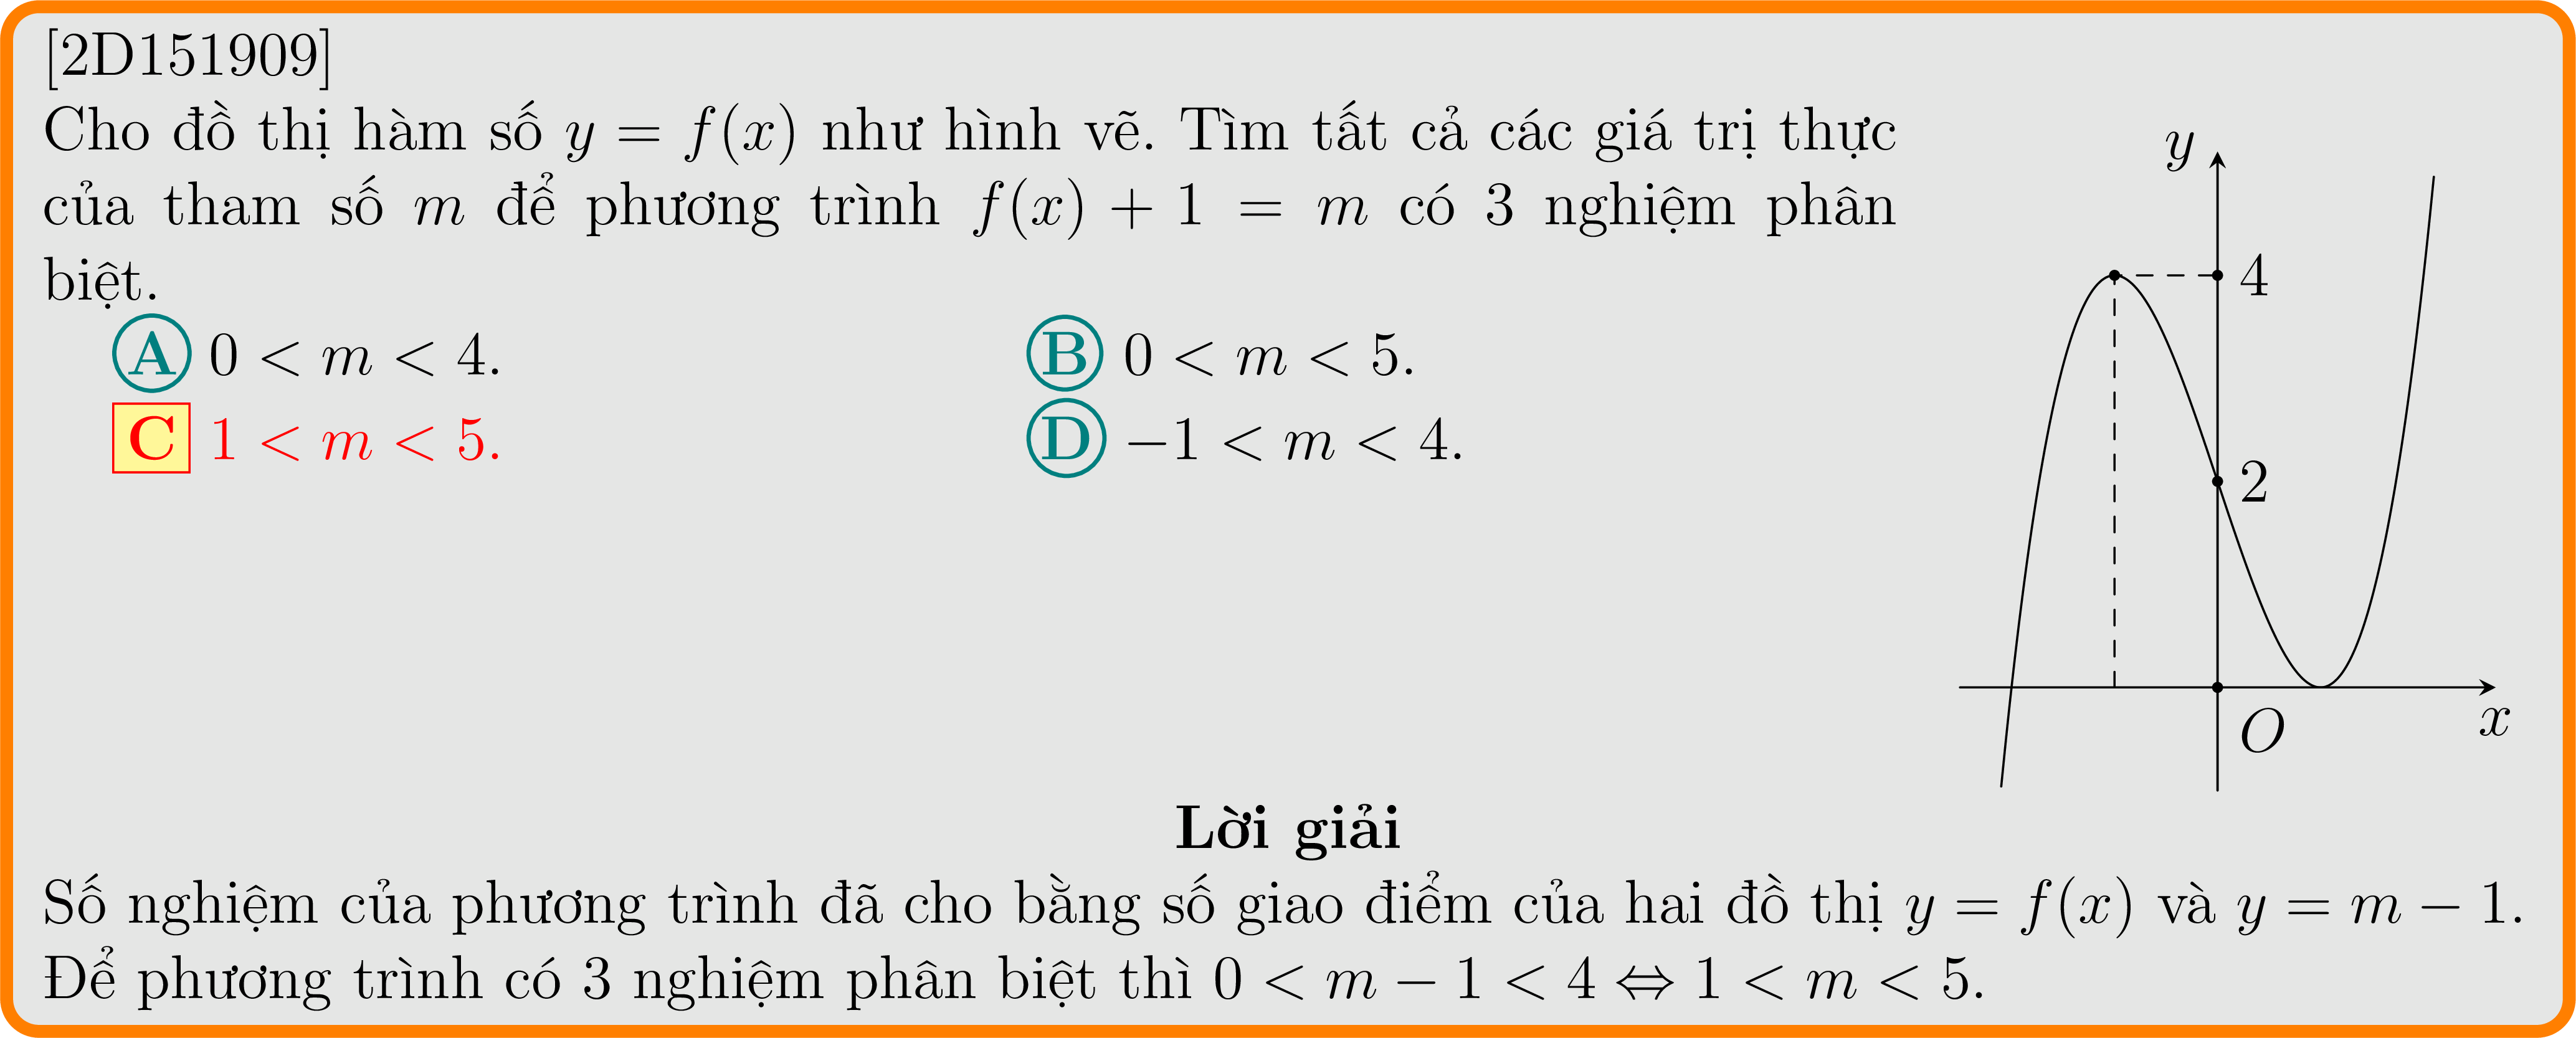 [2D151909]
Cho đồ thị hàm số y = f(x) như hình vẽ. Tìm tất cả các giá trị thực
của tham số m để phương trình f(x) + 1 = m có 3 nghiệm phân
biệt.
A 0 < m < 4.
B 0 < m < 5.
C 1 < m < 5.
D −1 < m < 4.
y
4
2
O
x
Lời giải
Số nghiệm của phương trình đã cho bằng số giao điểm của hai đồ thị y = f(x) và y = m − 1.
Để phương trình có 3 nghiệm phân biệt thì 0 < m − 1 < 4 ⇔ 1 < m < 5.